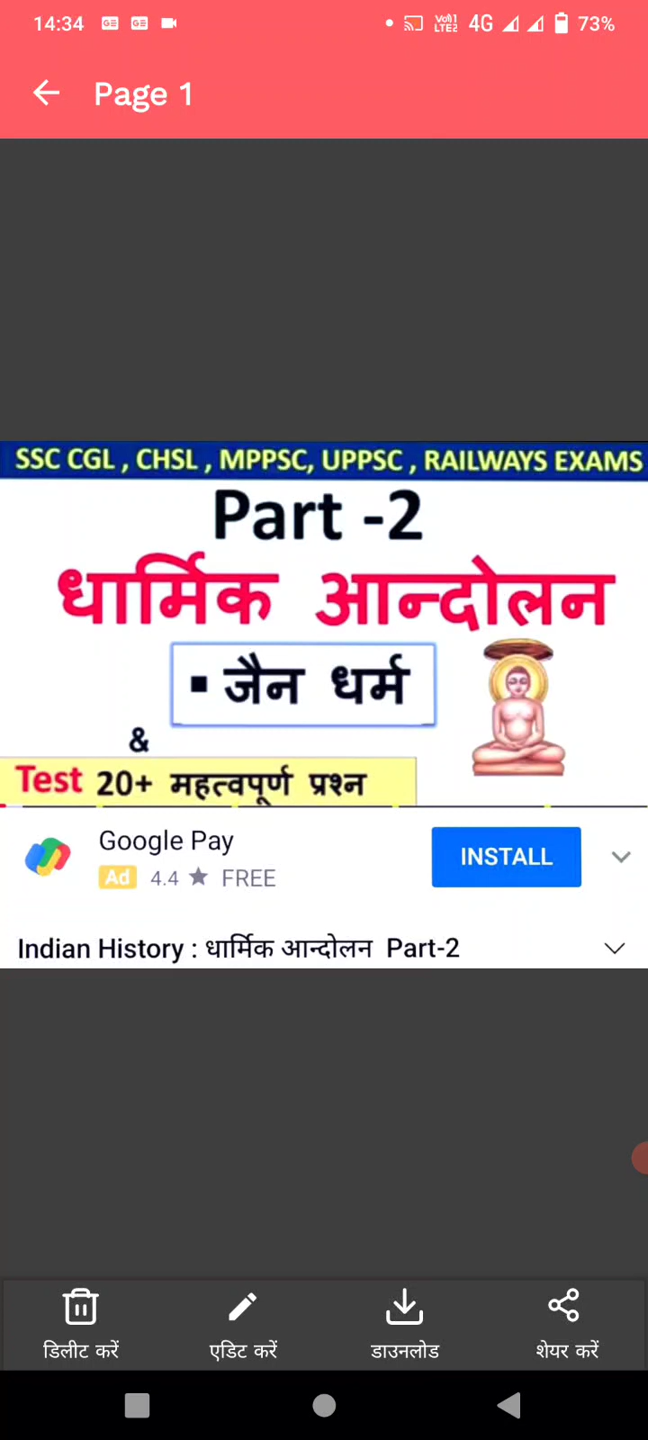 14:34 73%
4G
Page 1
SSC CGL , CHSL , MPPSC, UPPSC , RAILWAYS EXAMS
Part -2
धार्मिक आन्दोलन
▪ जैन धर्म
&
Test 20+ महत्वपूर्ण प्रश्न
Google Pay
INSTALL
Ad 4.4 ★ FREE
Indian History : धार्मिक आन्दोलन Part-2
डिलीट करें एडिट करें डाउनलोड शेयर करें